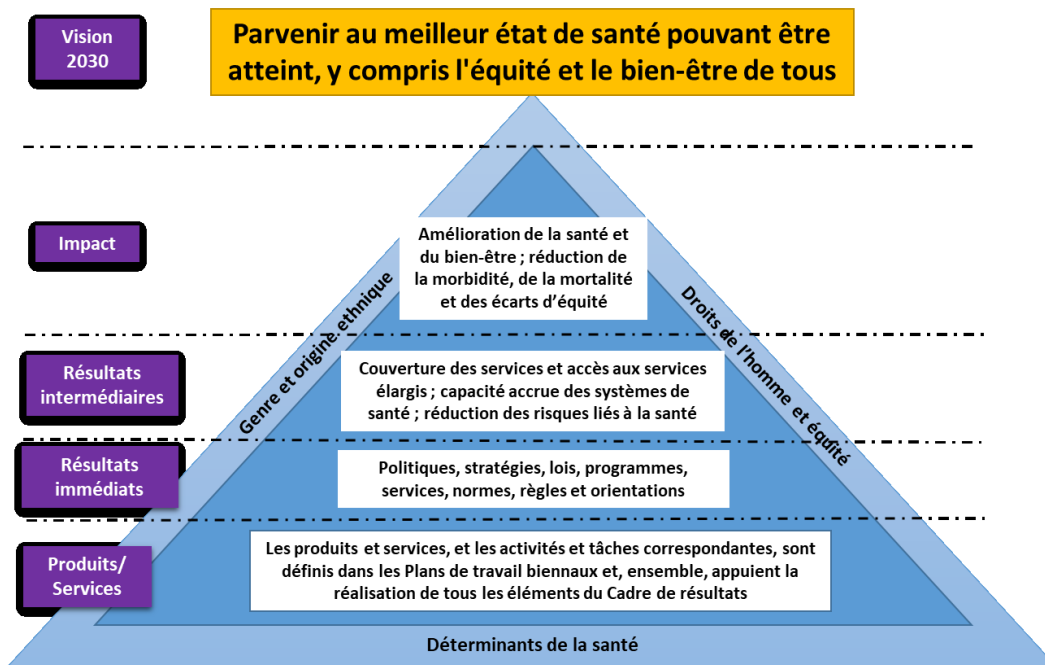 Vision
2030
Parvenir au meilleur état de santé pouvant être
atteint, y compris l'équité et le bien-être de tous
Impact
Amélioration de la santé et
du bien-être ; réduction de
la morbidité, de la mortalité
et des écarts d’équité
Genre et origine ethnique
Droits de l’homme et équité
Résultats
intermédiaires
Couverture des services et accès aux services
élargis ; capacité accrue des systèmes de
santé ; réduction des risques liés à la santé
Résultats
immédiats
Politiques, stratégies, lois, programmes,
services, normes, règles et orientations
Produits/
Services
Les produits et services, et les activités et tâches correspondantes, sont
définis dans les Plans de travail biennaux et, ensemble, appuient la
réalisation de tous les éléments du Cadre de résultats
Déterminants de la santé